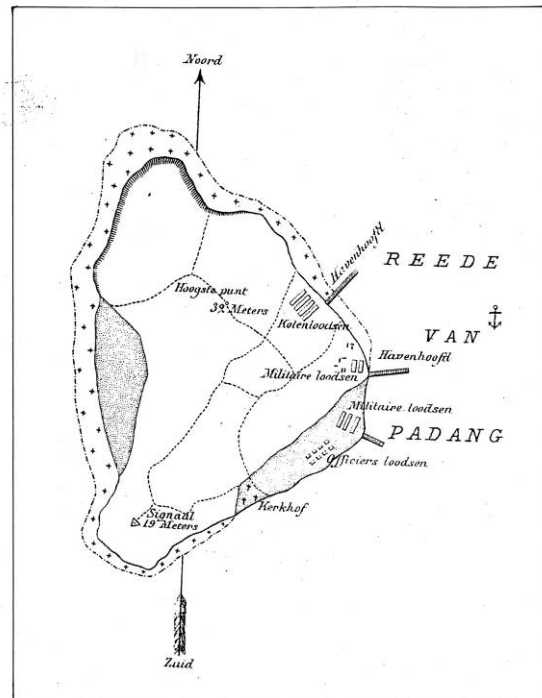 Noord
Havenhoofd
REEDE
Hoogste punt
39 Meters
Kolenloodsen
VAN
Havenhoofd
Militaire loodsen
Militaire loodsen
PADANG
Officiers loodsen
Kerkhof
Signaal
19 Meters
Zuid